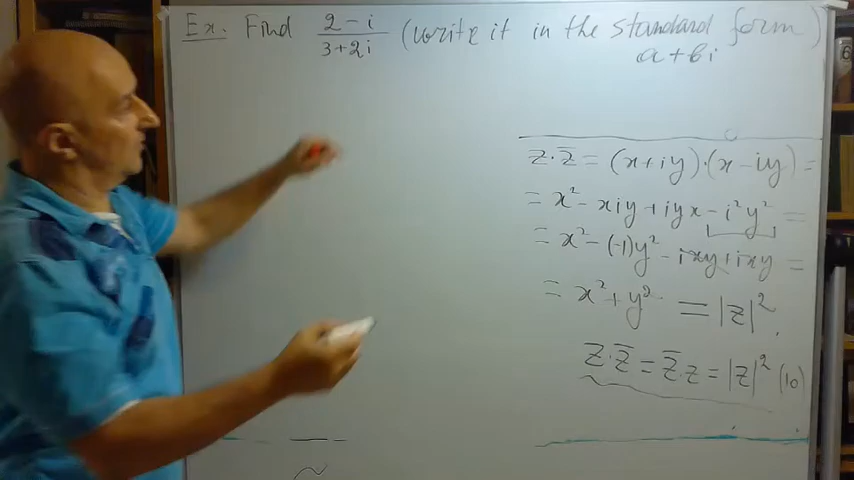 Ex. Find (2-i)/(3+2i) (write it in the standard form)
a+bi
z·z̅ = (x+iy)·(x-iy) =
= x² - xiy + iyx - i²y² =
= x² - (-1)y² - ixy + ixy =
= x² + y² = |z|².
z·z̅ = z̅·z = |z|² (10)